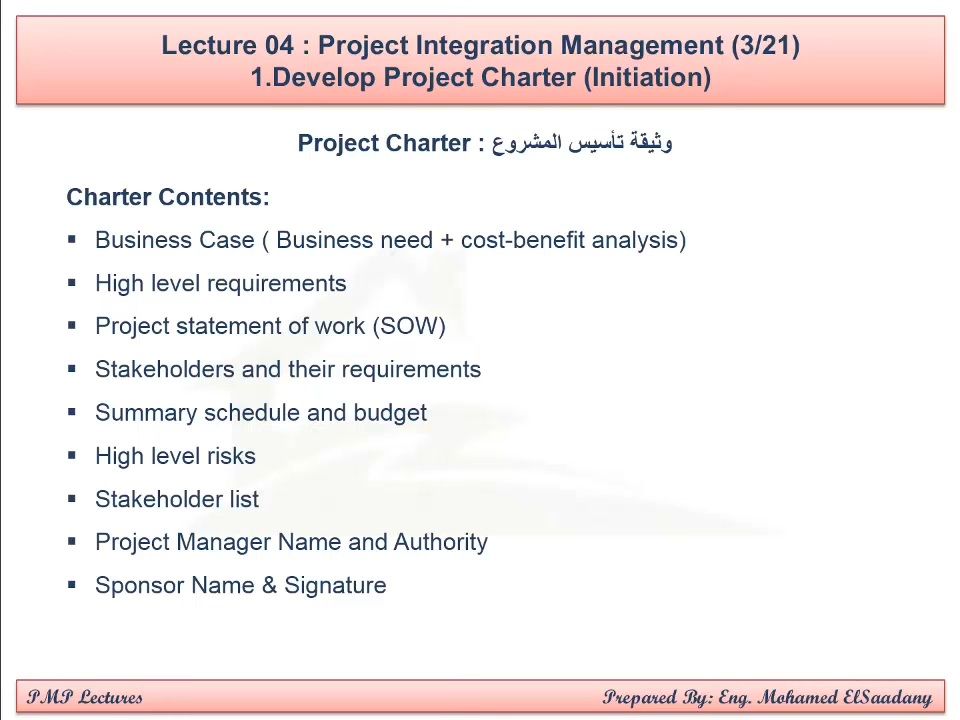 Lecture 04 : Project Integration Management (3/21)
1.Develop Project Charter (Initiation)
Project Charter : وثيقة تأسيس المشروع
Charter Contents:
▪ Business Case ( Business need + cost-benefit analysis)
▪ High level requirements
▪ Project statement of work (SOW)
▪ Stakeholders and their requirements
▪ Summary schedule and budget
▪ High level risks
▪ Stakeholder list
▪ Project Manager Name and Authority
▪ Sponsor Name & Signature
PMP Lectures
Prepared By: Eng. Mohamed ElSaadany